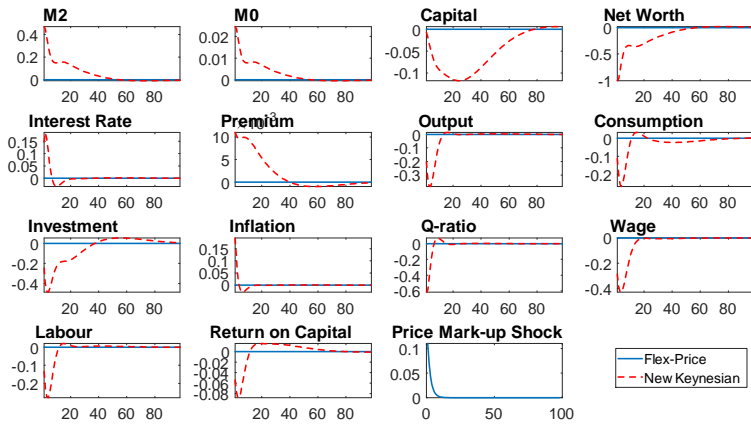 M2 M0 Capital Net Worth
0.4 0.02 0 0
0.2 0.01 -0.05 -0.5
0 0 -0.1 -1
20 40 60 80 20 40 60 80 20 40 60 80 20 40 60 80
Interest Rate Premium Output Consumption
0.15 10 0 0
0.1 5 -0.1 -0.1
0.05 0 -0.2 -0.2
0 -0.3
20 40 60 80 20 40 60 80 20 40 60 80 20 40 60 80
Investment Inflation Q-ratio Wage
0 0.15 0 0
-0.2 0.1 -0.2 -0.2
-0.4 0.05 -0.4 -0.4
0 -0.6
20 40 60 80 20 40 60 80 20 40 60 80 20 40 60 80
Labour Return on Capital Price Mark-up Shock
0 0 0.1
-0.1 -0.02 0.05
-0.2 -0.04 0
-0.06
-0.08
20 40 60 80 20 40 60 80 0 50 100
Flex-Price
New Keynesian